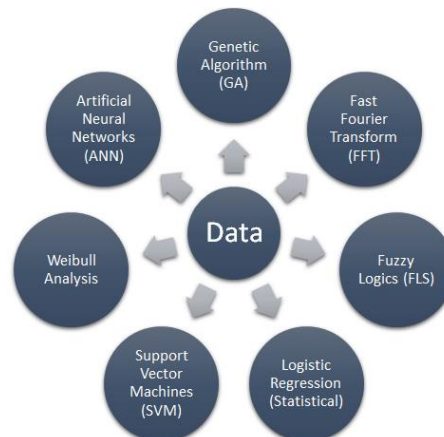 Genetic
Algorithm
(GA)
Fast
Fourier
Transform
(FFT)
Fuzzy
Logics (FLS)
Logistic
Regression
(Statistical)
Support
Vector
Machines
(SVM)
Weibull
Analysis
Artificial
Neural
Networks
(ANN)
Data